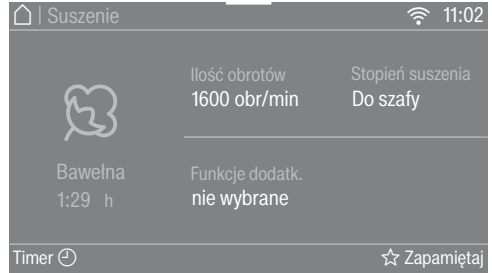 | Suszenie 11:02
Ilość obrotów Stopień suszenia
1600 obr/min Do szafy
Bawełna
1:29 h
Funkcje dodatk.
nie wybrane
Timer Zapamiętaj